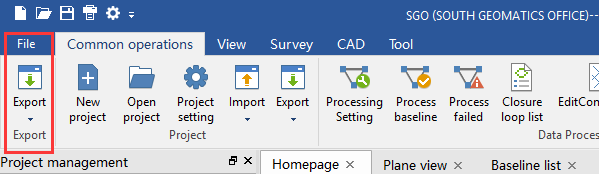 SGO (SOUTH GEOMATICS OFFICE)--
File Common operations View Survey CAD Tool
Export New project Open project Project setting Import Export Processing Setting Process baseline Process failed Closure loop list EditCon
Export Project Data Process
Project management Homepage Plane view Baseline list